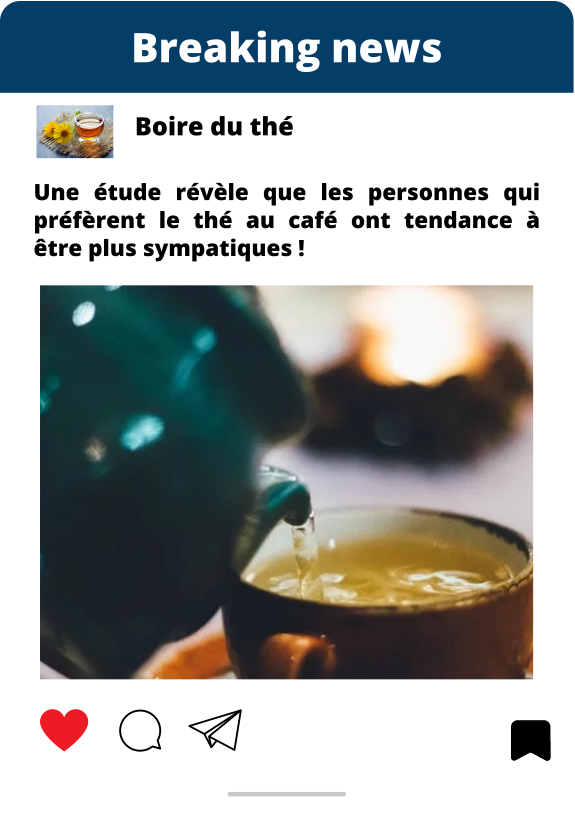 Breaking news
Boire du thé
Une étude révèle que les personnes qui
préfèrent le thé au café ont tendance à
être plus sympatiques !